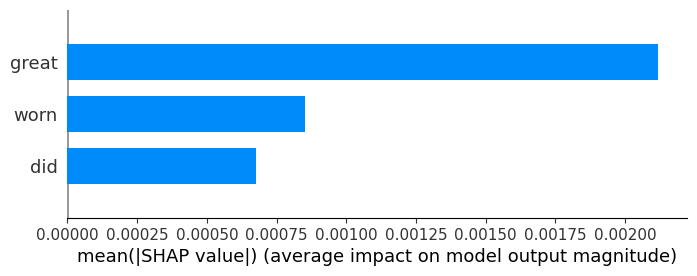 great
worn
did
0.00000 0.00025 0.00050 0.00075 0.00100 0.00125 0.00150 0.00175 0.00200
mean(|SHAP value|) (average impact on model output magnitude)